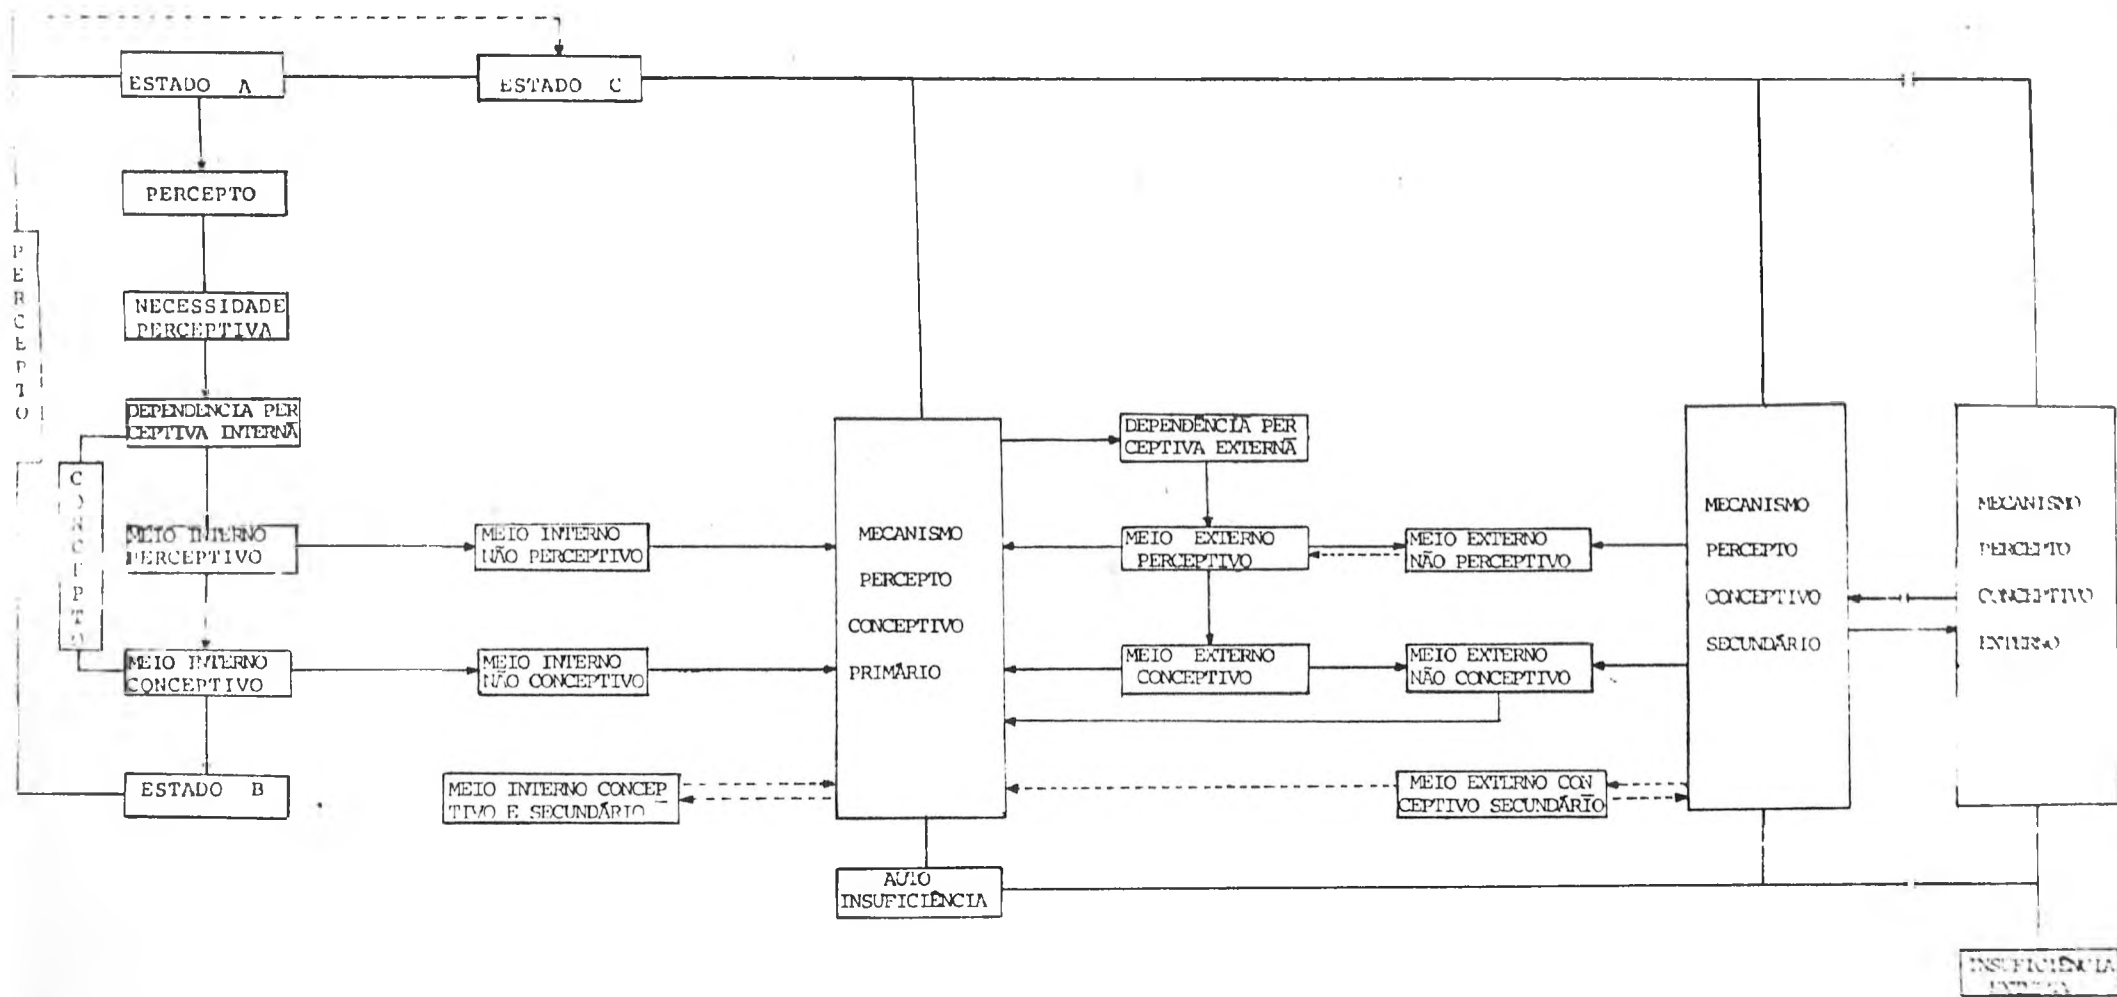 ESTADO A
ESTADO C
PERCEPTO
PERCEPTO
NECESSIDADE
PERCEPTIVA
DEPENDENCIA PER
CEPTIVA INTERNA
CONCEPTO
MEIO INTERNO
PERCEPTIVO
MEIO INTERNO
NÃO PERCEPTIVO
MEIO INTERNO
CONCEPTIVO
MEIO INTERNO
NÃO CONCEPTIVO
ESTADO B
MEIO INTERNO CONCEP
TIVO E SECUNDÁRIO
MECANISMO
PERCEPTO
CONCEPTIVO
PRIMÁRIO
AUTO
INSUFICIÊNCIA
DEPENDÊNCIA PER
CEPTIVA EXTERNA
MEIO EXTERNO
PERCEPTIVO
MEIO EXTERNO
NÃO PERCEPTIVO
MEIO EXTERNO
CONCEPTIVO
MEIO EXTERNO
NÃO CONCEPTIVO
MEIO EXTERNO CON
CEPTIVO SECUNDÁRIO
MECANISMO
PERCEPTO
CONCEPTIVO
SECUNDÁRIO
MECANISMO
PERCEPTO
CONCEPTIVO
EXTERNO
INSUFICIÊNCIA